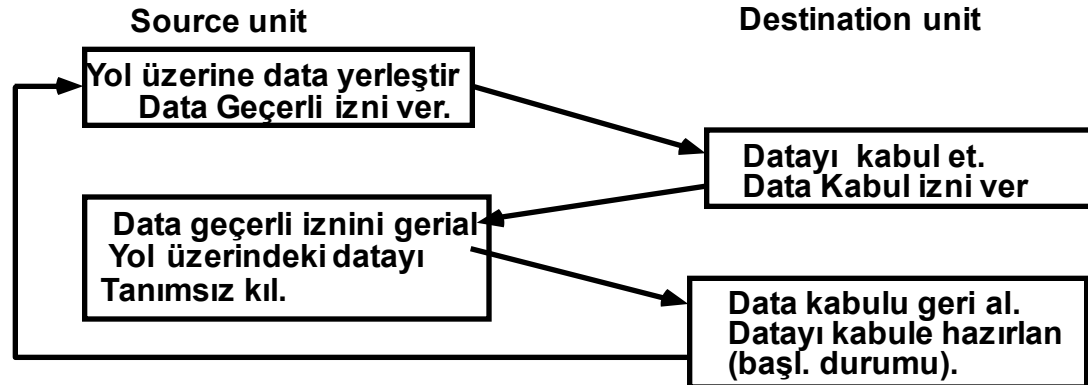 Source unit
Destination unit
Yol üzerine data yerleştir
Data Geçerli izni ver.
Datayı kabul et.
Data Kabul izni ver
Data geçerli iznini gerial
Yol üzerindeki datayı
Tanımsız kıl.
Data kabulu geri al.
Datayı kabule hazırlan
(başl. durumu).